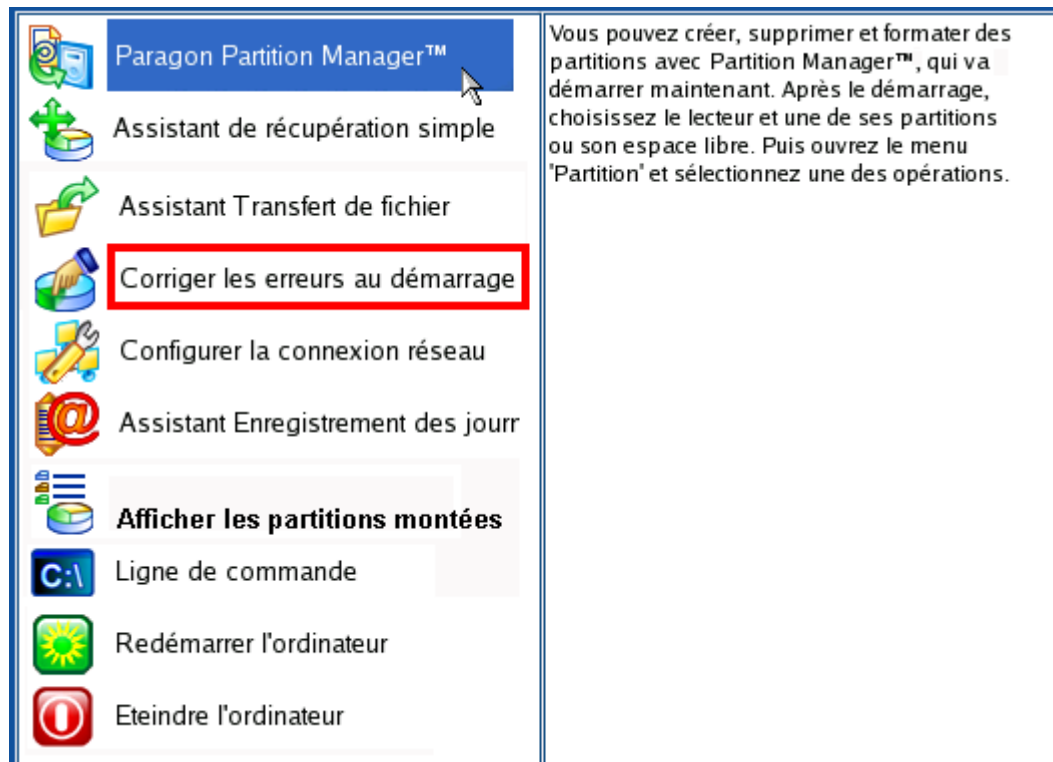 Paragon Partition Manager™
Assistant de récupération simple
Assistant Transfert de fichier
Corriger les erreurs au démarrage
Configurer la connexion réseau
Assistant Enregistrement des jourr
Afficher les partitions montées
C:\ Ligne de commande
Redémarrer l'ordinateur
Eteindre l'ordinateur
Vous pouvez créer, supprimer et formater des
partitions avec Partition Manager™, qui va
démarrer maintenant. Après le démarrage,
choisissez le lecteur et une de ses partitions
ou son espace libre. Puis ouvrez le menu
'Partition' et sélectionnez une des opérations.